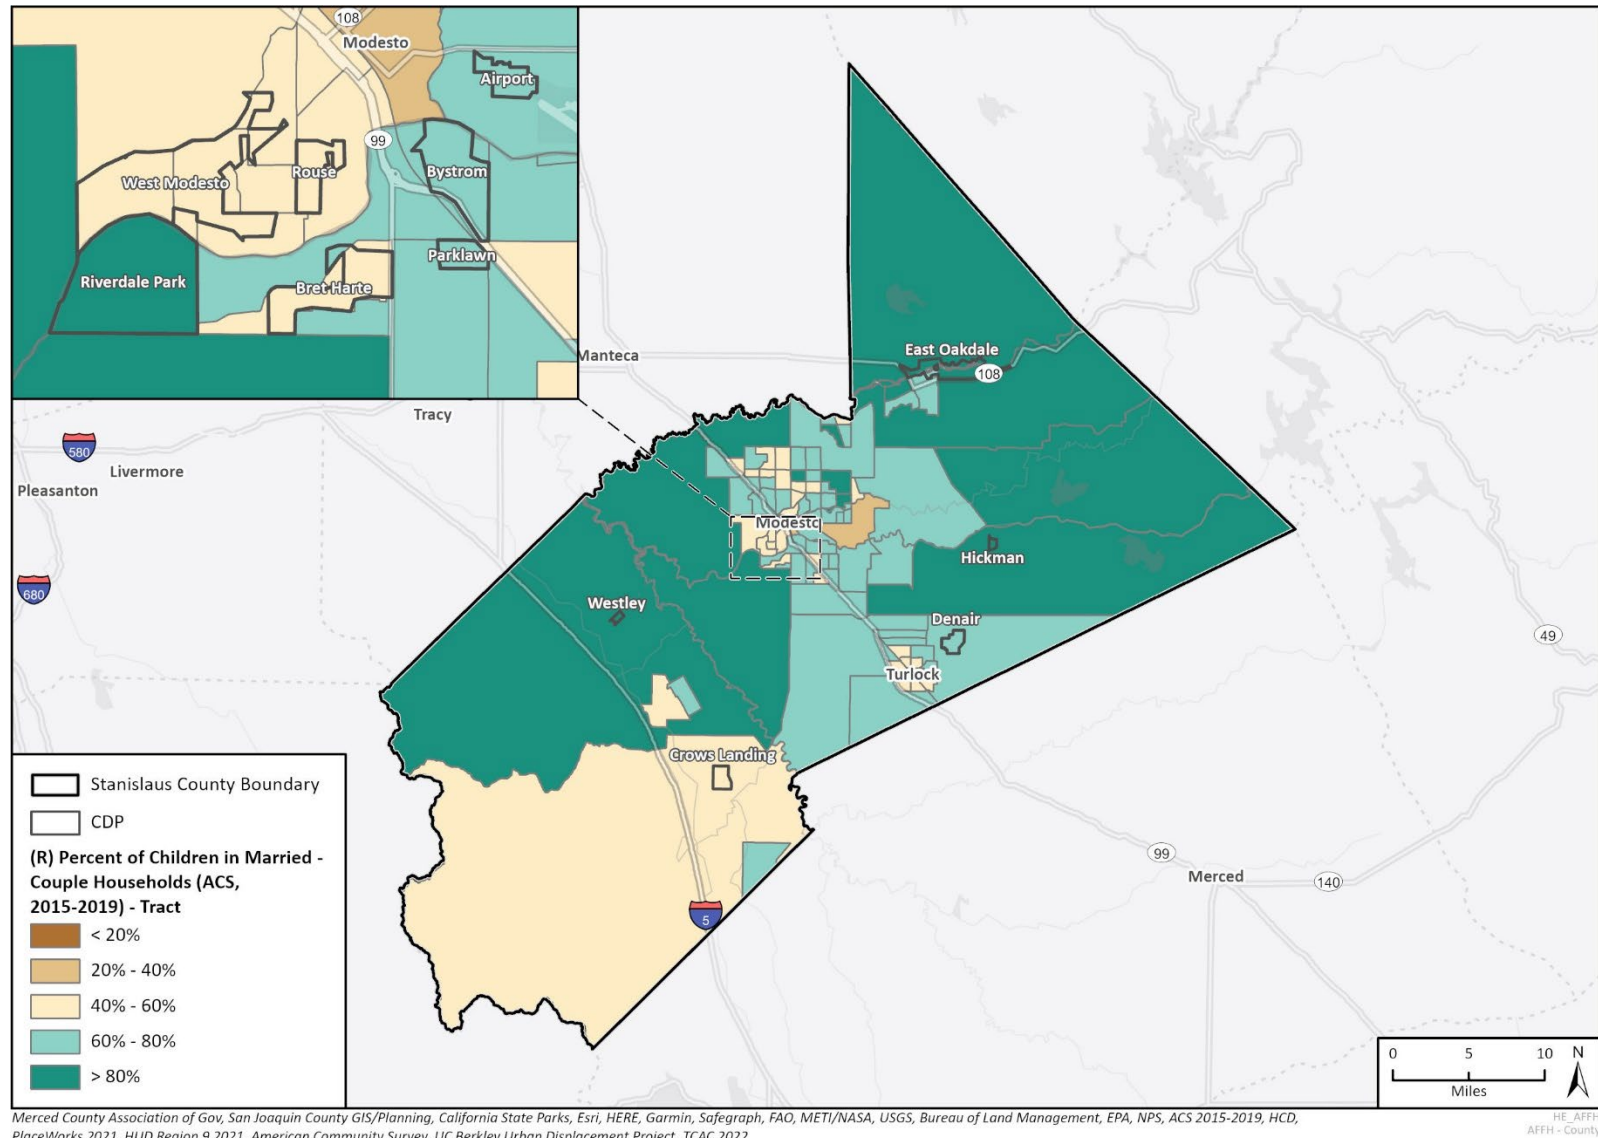 108
Modesto
Airport
99
West Modesto
Rouse
Bystrom
Riverdale Park
Bret Harte
Parklawn
Manteca
East Oakdale
108
Tracy
580
Livermore
Pleasanton
Modesto
Hickman
680
Westley
Denair
49
Turlock
Crows Landing
99
Merced
140
5
Stanislaus County Boundary
CDP
(R) Percent of Children in Married -
Couple Households (ACS,
2015-2019) - Tract
< 20%
20% - 40%
40% - 60%
60% - 80%
> 80%
0 5 10 N
Miles
Merced County Association of Gov, San Joaquin County GIS/Planning, California State Parks, Esri, HERE, Garmin, Safegraph, FAO, METI/NASA, USGS, Bureau of Land Management, EPA, NPS, ACS 2015-2019, HCD,
PlaceWorks 2021, HUD Region 9 2021, American Community Survey, UC Berkley Urban Displacement Project, TCAC 2022
HE_AFFH
AFFH - County